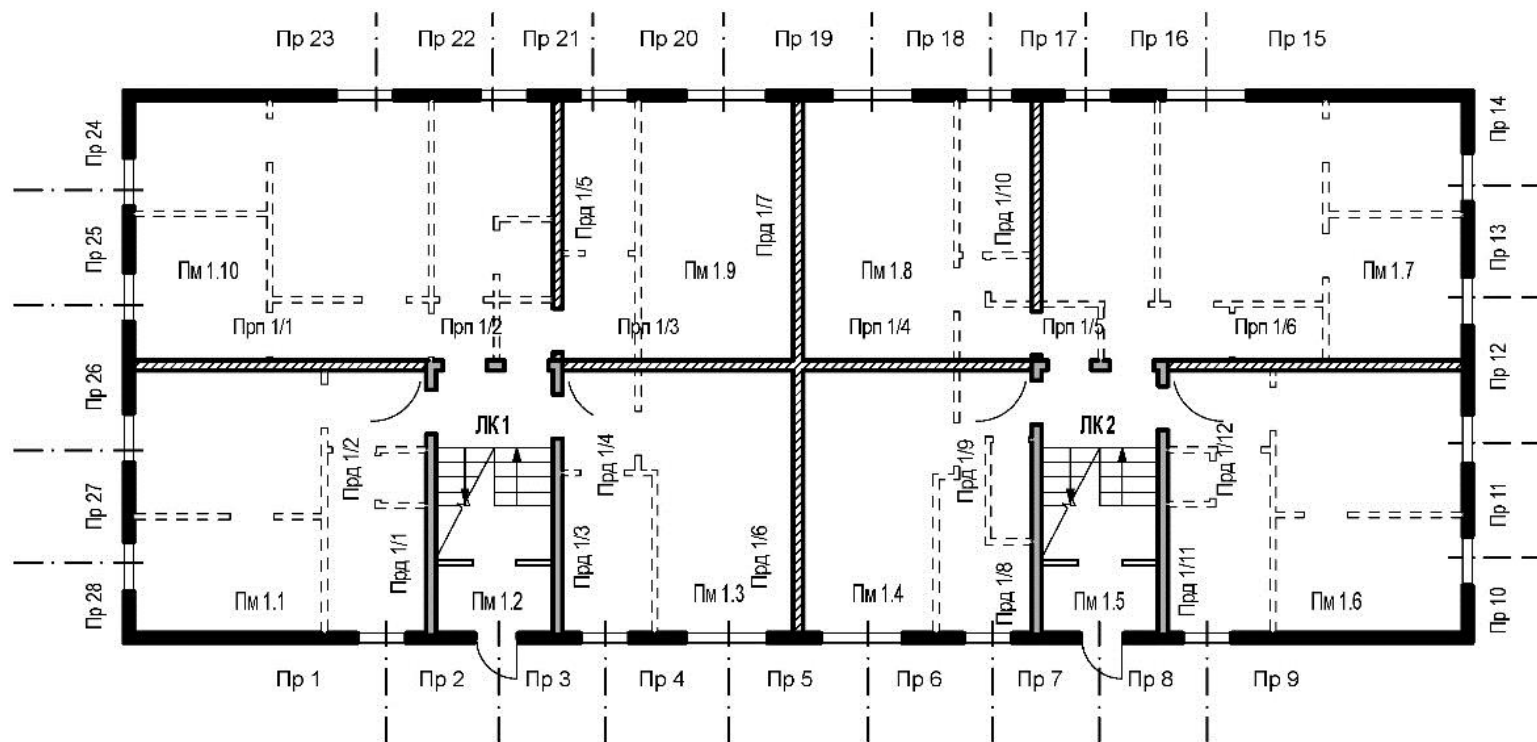 Пр 23 Пр 22 Пр 21 Пр 20 Пр 19 Пр 18 Пр 17 Пр 16 Пр 15
Пр 24
Пр 14
Прд 1/5
Прд 1/7
Прд 1/10
Пр 25
Пр 13
Пм 1.10
Пм 1.9
Пм 1.8
Пм 1.7
Прп 1/1
Прп 1/2
Прп 1/3
Прп 1/4
Прп 1/5
Прп 1/6
Пр 26
Пр 12
ЛК 1
ЛК 2
Прд 1/2
Прд 1/4
Прд 1/9
Прд 1/12
Пр 27
Пр 11
Прд 1/1
Прд 1/3
Прд 1/6
Прд 1/8
Прд 1/11
Пр 28
Пр 10
Пм 1.1
Пм 1.2
Пм 1.3
Пм 1.4
Пм 1.5
Пм 1.6
Пр 1 Пр 2 Пр 3 Пр 4 Пр 5 Пр 6 Пр 7 Пр 8 Пр 9